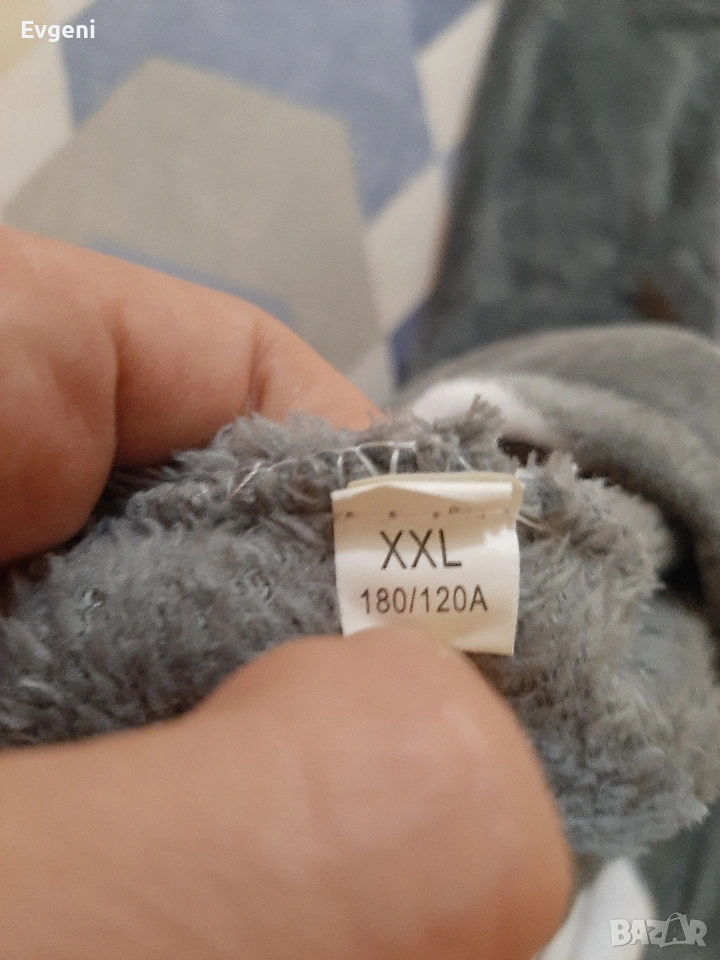 Evgeni
XXL
180/120A
BAZAR